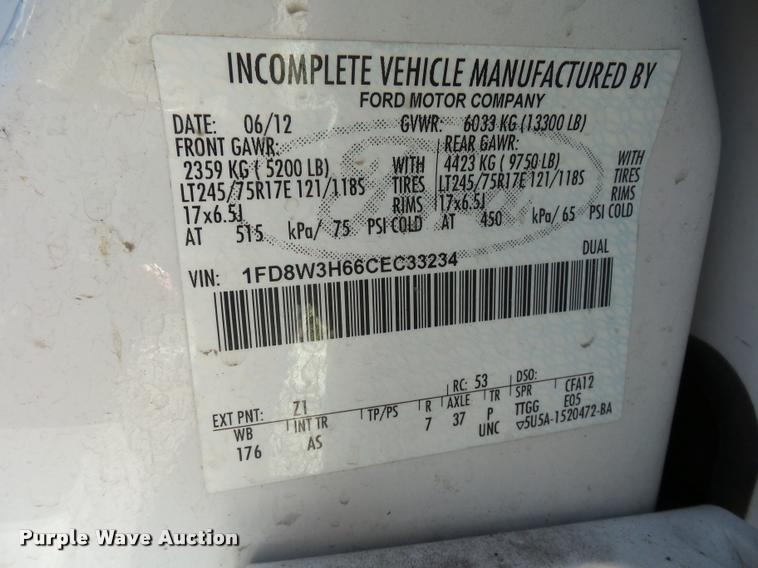 INCOMPLETE VEHICLE MANUFACTURED BY
FORD MOTOR COMPANY
DATE: 06/12 GVWR: 6033 KG (13300 LB)
FRONT GAWR: REAR GAWR:
2359 KG ( 5200 LB) WITH 4423 KG ( 9750 LB) WITH
LT245/75R17E 121/118S TIRES LT245/75R17E 121/118S TIRES
17x6.5J RIMS 17x6.5J RIMS
AT 515 kPa/ 75 PSI COLD AT 450 kPa/ 65 PSI COLD
DUAL
VIN: 1FD8W3H66CEC33234
RC: 53 DSO:
EXT PNT: Z1 R AXLE TR SPR CFA12
WB INT TR TP/PS 7 37 P TTGG E05
176 AS UNC 5U5A-1520472-BA
Purple Wave Auction